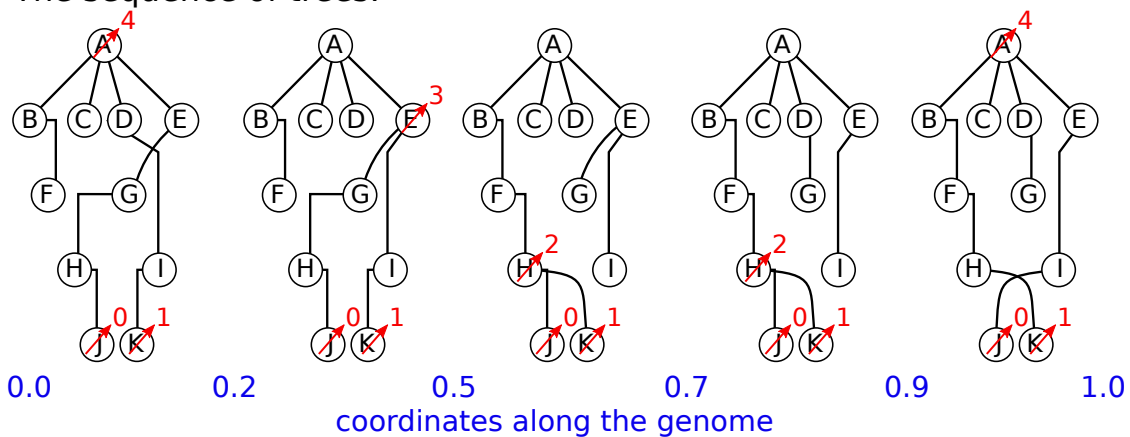 The sequence of trees:
4 4
A A A A A
3
B C D E B C D E B C D E B C D E B C D E
F G F G F G F G F G
2 2
H I H I H I H I H I
0 1 0 1 0 1 0 1 0 1
J K J K J K J K J K
0.0 0.2 0.5 0.7 0.9 1.0
coordinates along the genome